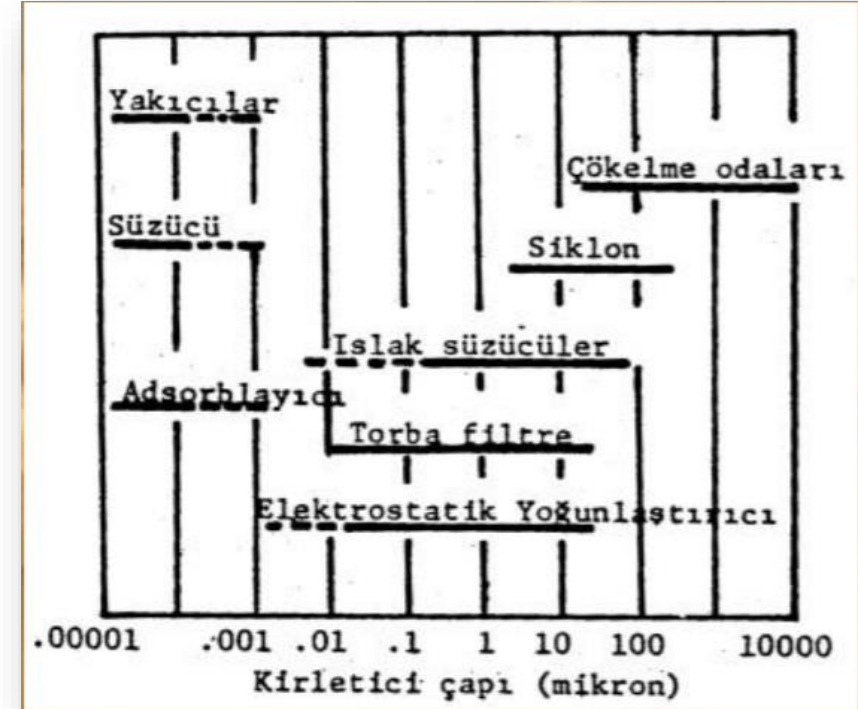 Yakıcılar
Çökelme odaları
Süzücü
Siklon
Islak süzücüler
Adsorblayıcı
Torba filtre
Elektrostatik Yoğunlaştırıcı
.00001 .001 .01 .1 1 10 100 10000
Kirletici çapı (mikron)